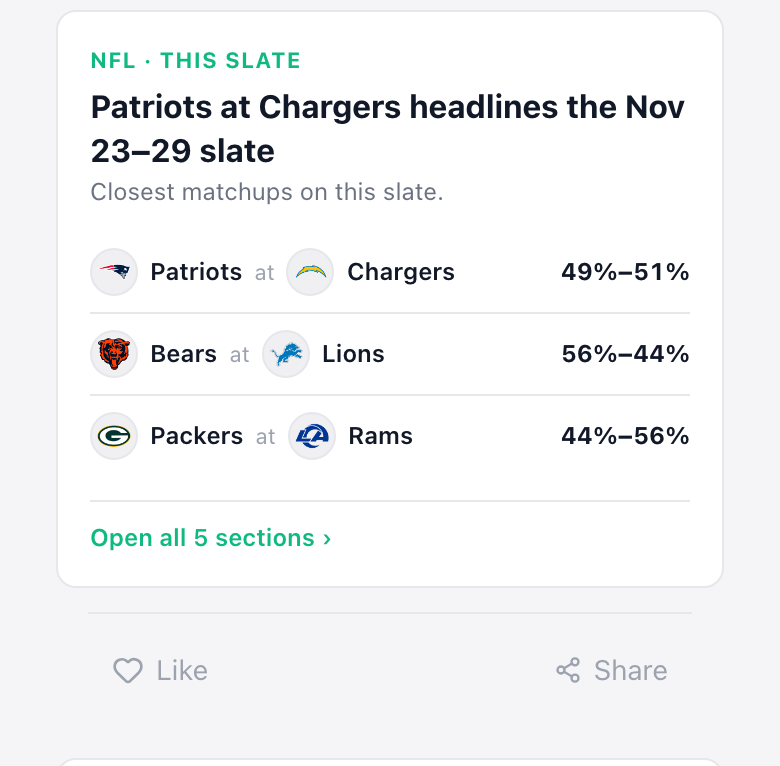 NFL · THIS SLATE
Patriots at Chargers headlines the Nov
23–29 slate
Closest matchups on this slate.
Patriots at Chargers 49%–51%
Bears at Lions 56%–44%
G Packers at LA Rams 44%–56%
Open all 5 sections ›
Like Share